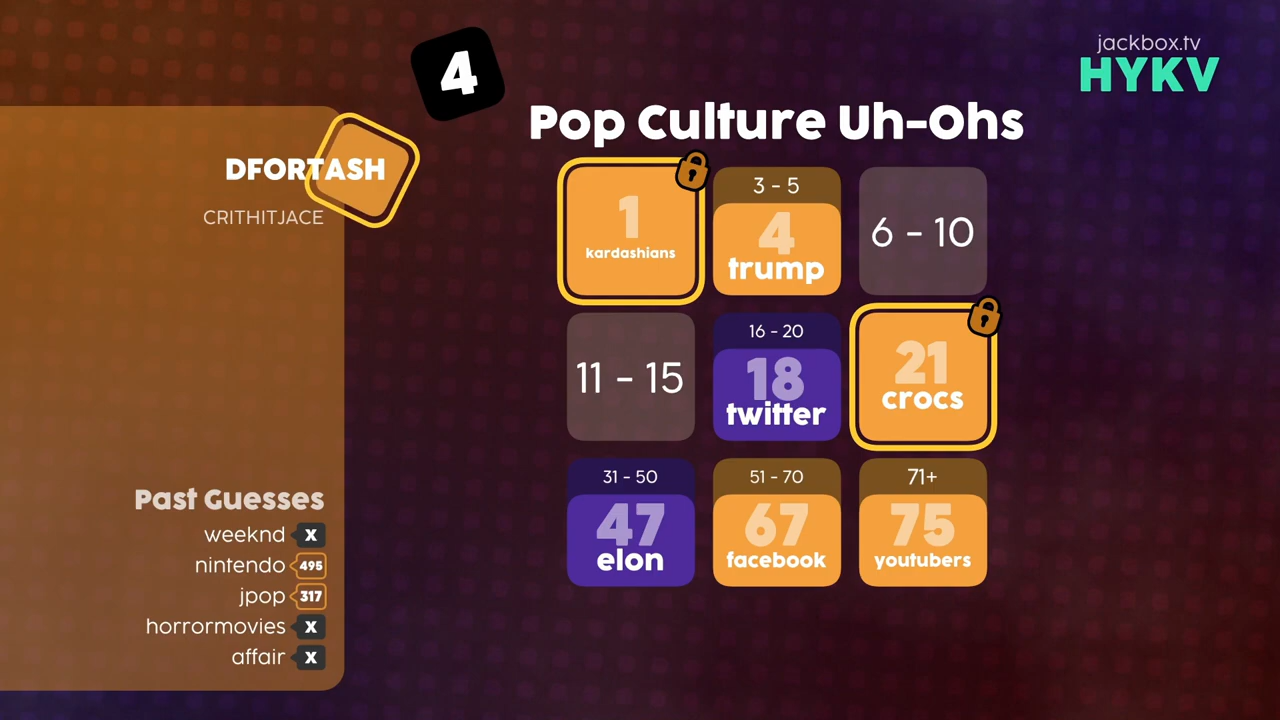 jackbox.tv
HYKV
4
Pop Culture Uh-Ohs
DFORTASH
CRITHITJACE
1
kardashians
3 - 5
4
trump
6 - 10
11 - 15
16 - 20
18
twitter
21
crocs
31 - 50
47
elon
51 - 70
67
facebook
71+
75
youtubers
Past Guesses
weeknd X
nintendo 495
jpop 317
horrormovies X
affair X